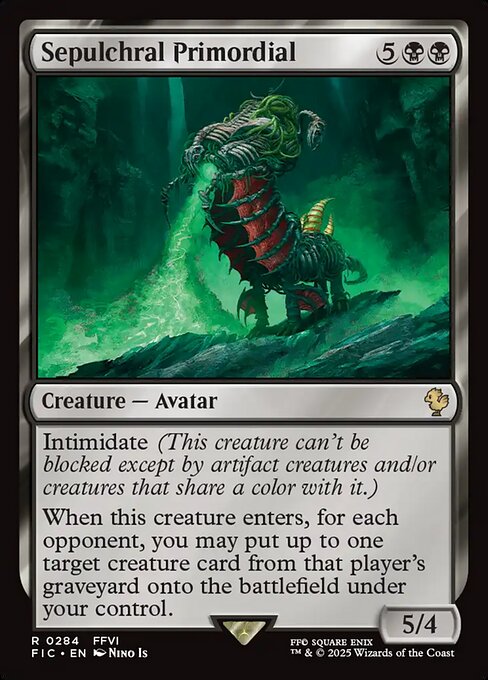 Sepulchral Primordial 5
Creature — Avatar
Intimidate (This creature can't be
blocked except by artifact creatures and/or
creatures that share a color with it.)
When this creature enters, for each
opponent, you may put up to one
target creature card from that player's
graveyard onto the battlefield under
your control.
5/4
R 0284 FFVI
FIC • EN Nino Is
FF© SQUARE ENIX
™ & © 2025 Wizards of the Coast